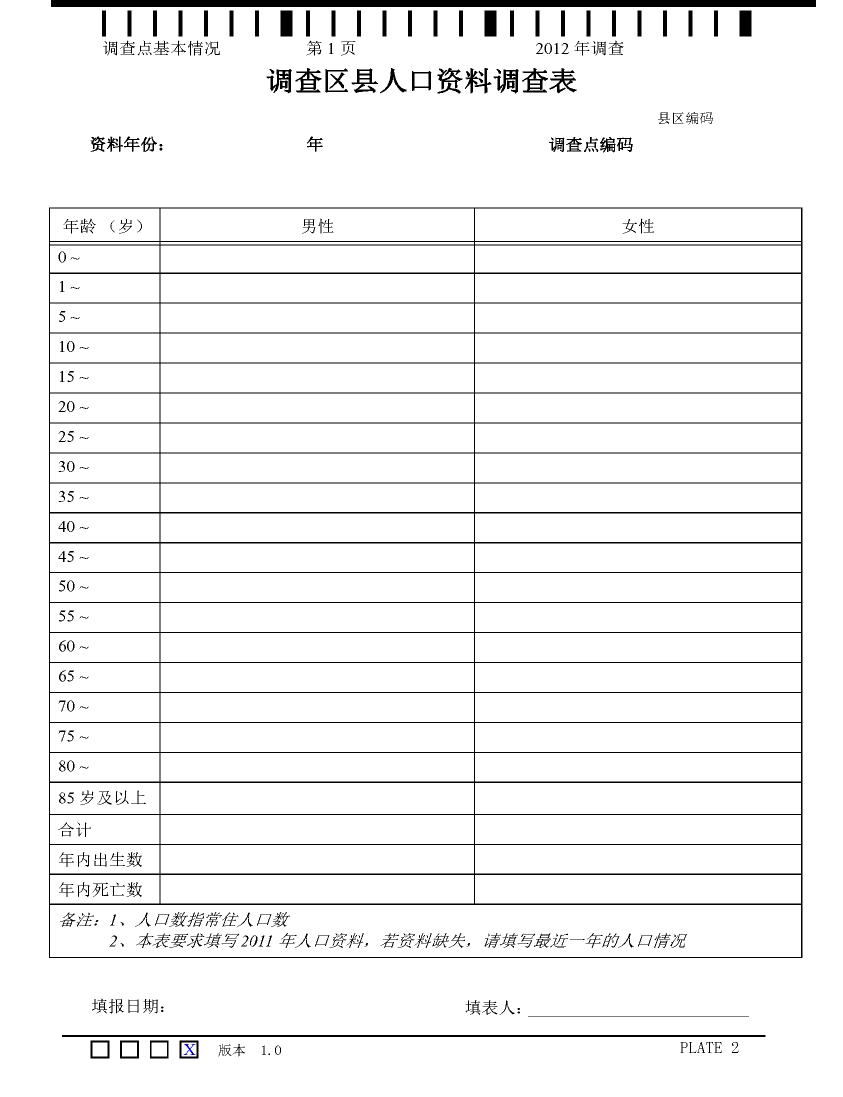 调查点基本情况 第 1 页 2012 年调查
调查区县人口资料调查表
县区编码
资料年份： 年 调查点编码
年龄 （岁） 男性 女性
0～
1～
5～
10～
15～
20～
25～
30～
35～
40～
45～
50～
55～
60～
65～
70～
75～
80～
85 岁及以上
合计
年内出生数
年内死亡数
备注：1、人口数指常住人口数
2、本表要求填写 2011 年人口资料，若资料缺失，请填写最近一年的人口情况
填报日期： 填表人：
X 版本 1.0 PLATE 2